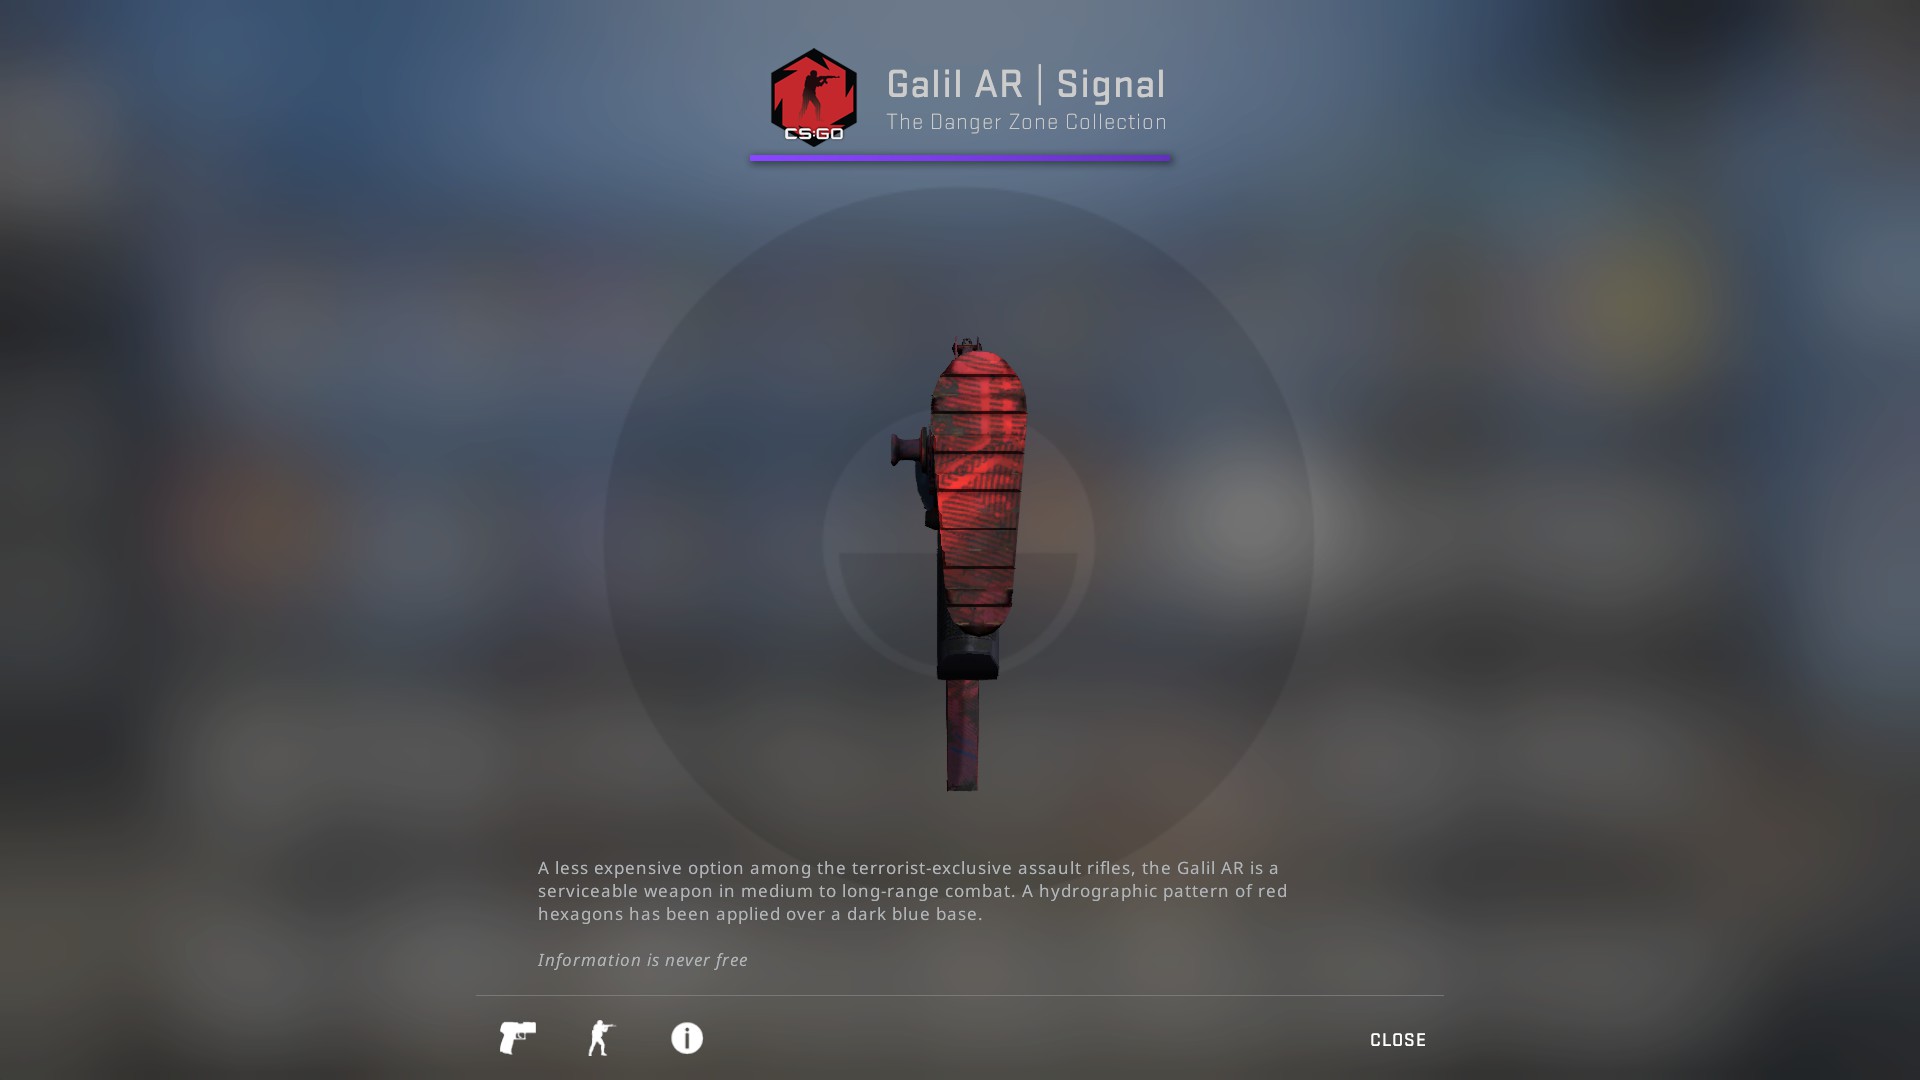 CS:GO
Galil AR | Signal
The Danger Zone Collection
A less expensive option among the terrorist-exclusive assault rifles, the Galil AR is a
serviceable weapon in medium to long-range combat. A hydrographic pattern of red
hexagons has been applied over a dark blue base.
Information is never free
CLOSE